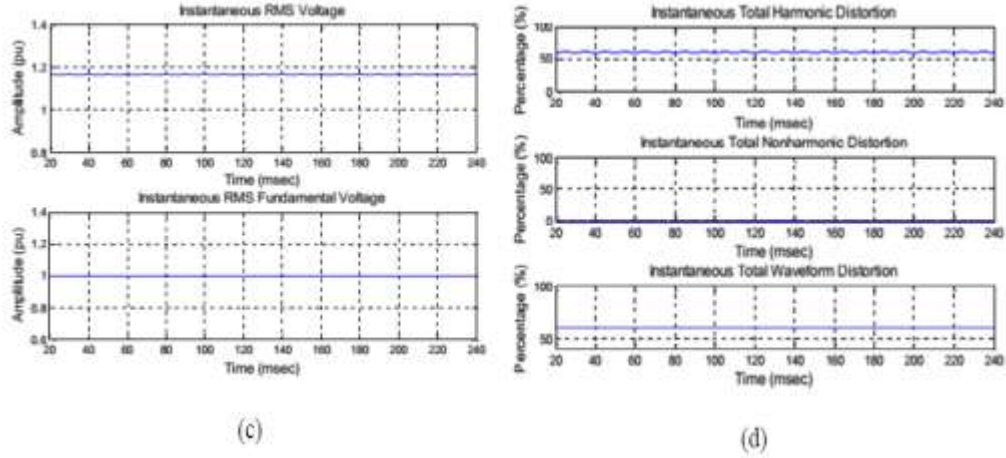 Instantaneous RMS Voltage
Amplitude (pu)
1.4
1.2
1
0.8
20 40 60 80 100 120 140 160 180 200 220 240
Time (msec)
Instantaneous RMS Fundamental Voltage
Amplitude (pu)
1.4
1.2
1
0.8
0.6
20 40 60 80 100 120 140 160 180 200 220 240
Time (msec)
(c)
Instantaneous Total Harmonic Distortion
Percentage (%)
100
50
0
20 40 60 80 100 120 140 160 180 200 220 240
Time (msec)
Instantaneous Total Nonharmonic Distortion
Percentage (%)
100
50
0
20 40 60 80 100 120 140 160 180 200 220 240
Time (msec)
Instantaneous Total Waveform Distortion
Percentage (%)
100
50
20 40 60 80 100 120 140 160 180 200 220 240
Time (msec)
(d)